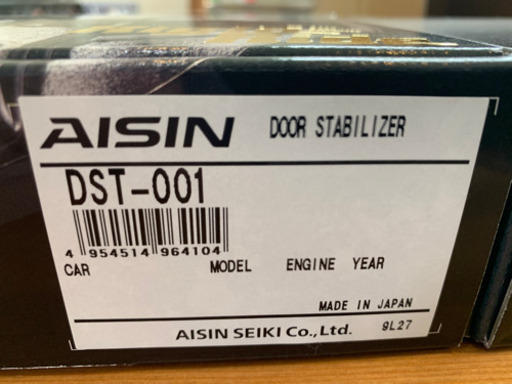 AISIN DOOR STABILIZER
DST-001
4 954514 964104
CAR MODEL ENGINE YEAR
MADE IN JAPAN
AISIN SEIKI Co., Ltd. 9L27